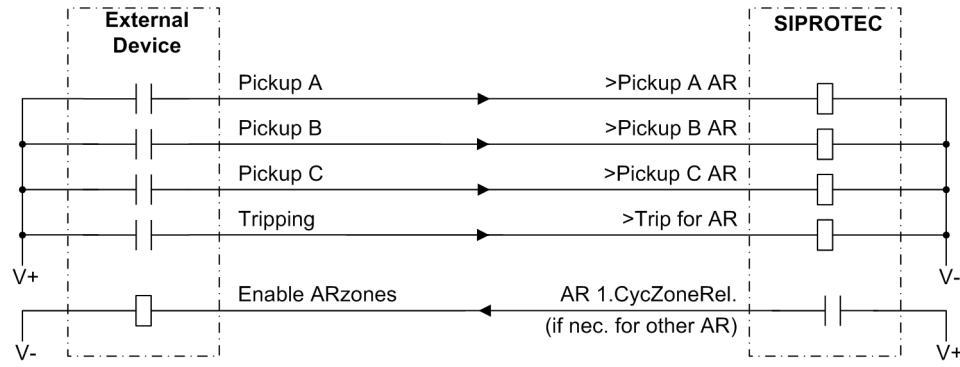 External
Device
SIPROTEC
Pickup A
>Pickup A AR
Pickup B
>Pickup B AR
Pickup C
>Pickup C AR
Tripping
>Trip for AR
V+
V-
Enable ARzones
AR 1.CycZoneRel.
(if nec. for other AR)
V-
V+